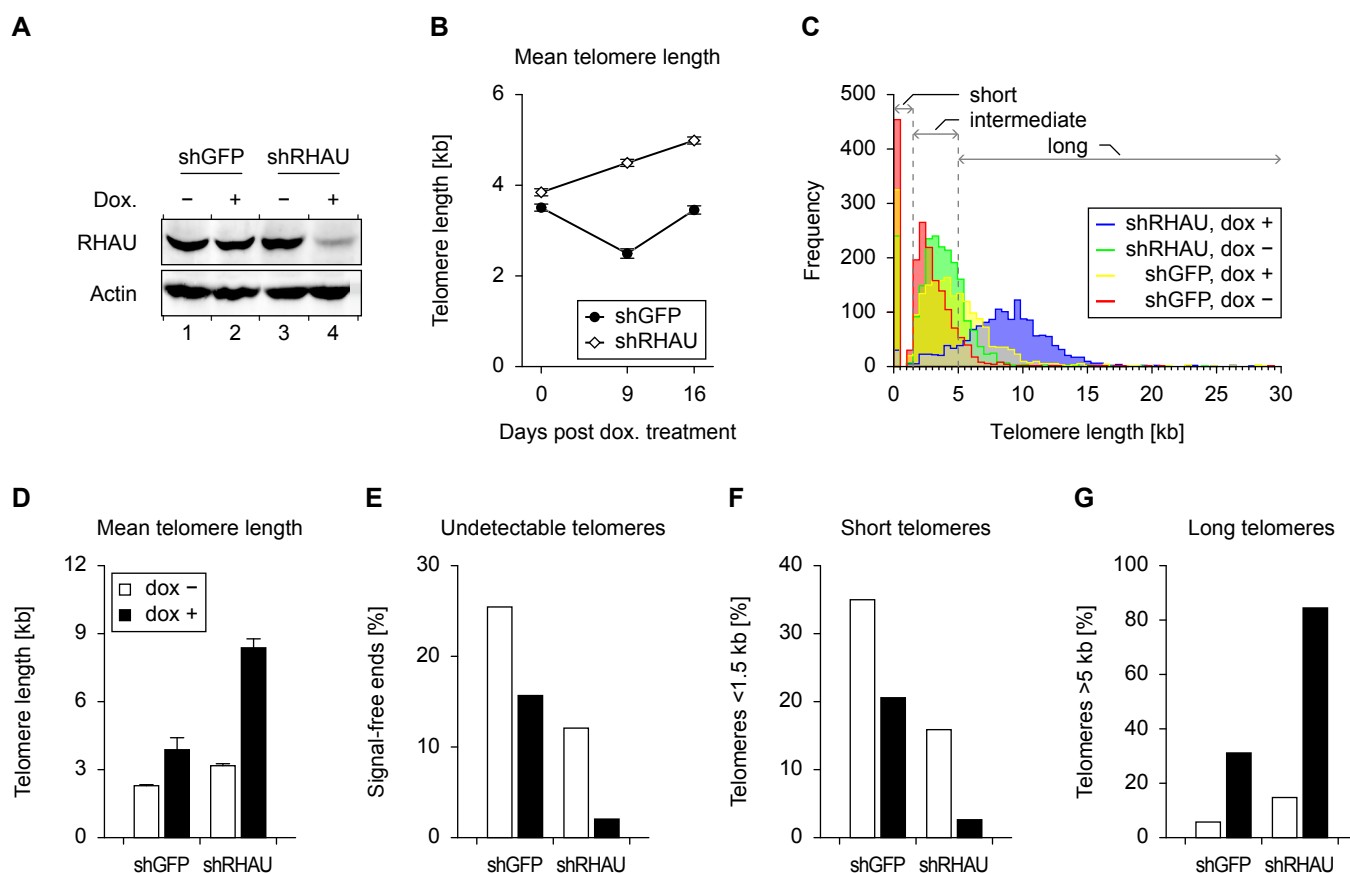 A
shGFP shRHAU
Dox. − + − +
RHAU
Actin
1 2 3 4
B
Mean telomere length
Telomere length [kb]
6
4
2
0
shGFP
shRHAU
0 9 16
Days post dox. treatment
C
Frequency
500
400
300
200
100
0
short
intermediate
long
shRHAU, dox +
shRHAU, dox −
shGFP, dox +
shGFP, dox −
0 5 10 15 20 25 30
Telomere length [kb]
D
Mean telomere length
Telomere length [kb]
12
9
6
3
0
dox −
dox +
shGFP shRHAU
E
Undetectable telomeres
Signal-free ends [%]
30
20
10
0
shGFP shRHAU
F
Short telomeres
Telomeres <1.5 kb [%]
40
30
20
10
0
shGFP shRHAU
G
Long telomeres
Telomeres >5 kb [%]
100
80
60
40
20
0
shGFP shRHAU